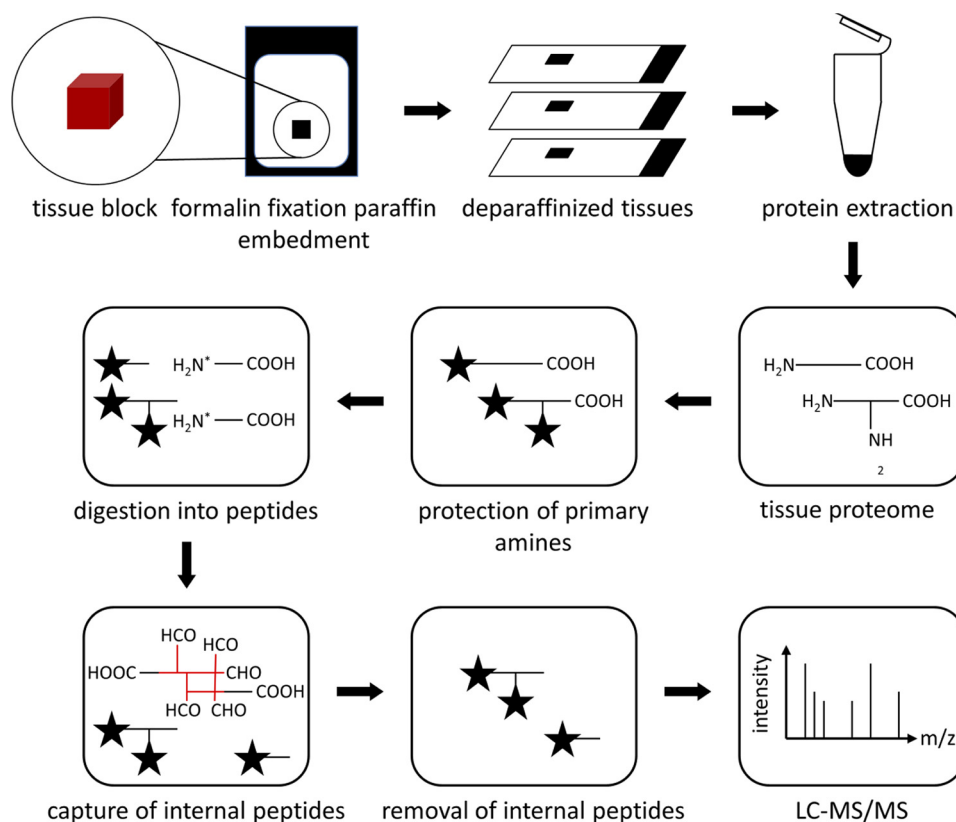 tissue block
formalin fixation paraffin
embedment
deparaffinized tissues
protein extraction
H₂N
COOH
H₂N
COOH
NH
2
tissue proteome
COOH
COOH
protection of primary
amines
H₂N*
COOH
H₂N*
COOH
digestion into peptides
HCO
HCO
HOOC
CHO
COOH
HCO
CHO
capture of internal peptides
removal of internal peptides
intensity
m/z
LC-MS/MS